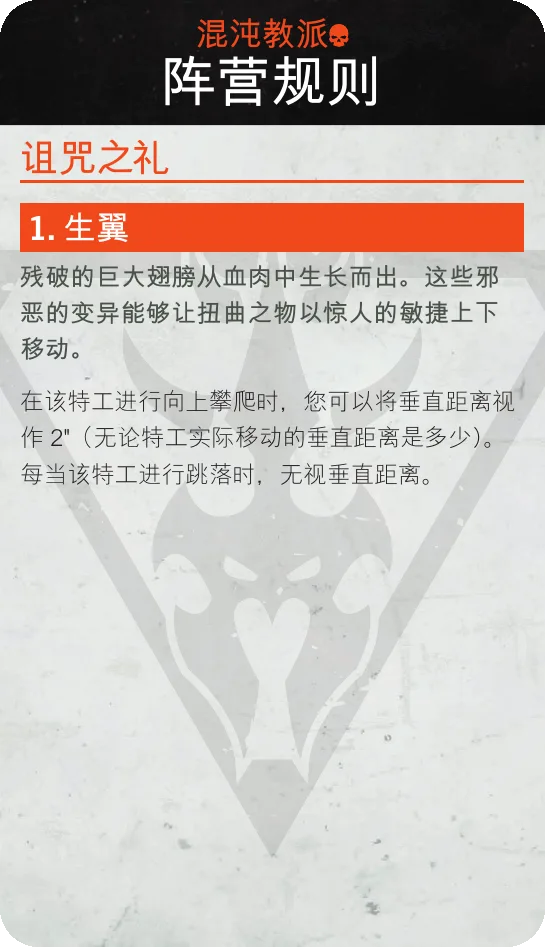 混沌教派
阵营规则
诅咒之礼
1. 生翼
残破的巨大翅膀从血肉中生长而出。这些邪
恶的变异能够让扭曲之物以惊人的敏捷上下
移动。
在该特工进行向上攀爬时，您可以将垂直距离视
作 2"（无论特工实际移动的垂直距离是多少）。
每当该特工进行跳落时，无视垂直距离。